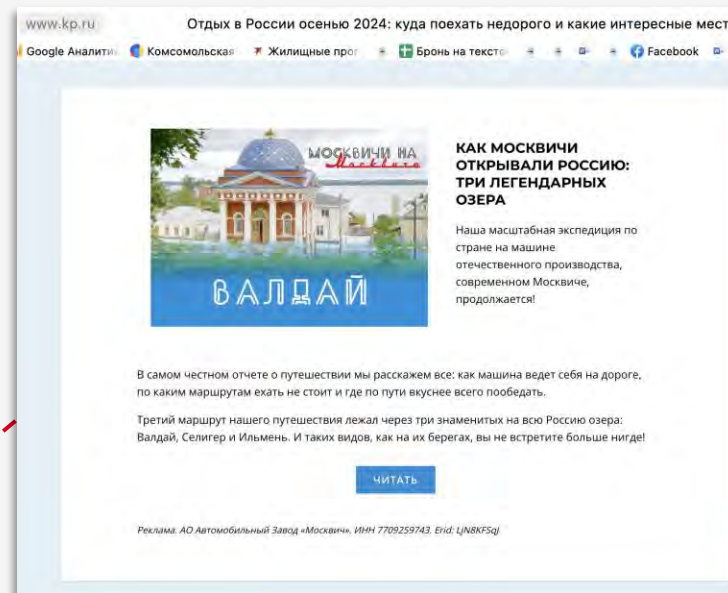 www.kp.ru
Отдых в России осенью 2024: куда поехать недорого и какие интересные мест
Google Аналити
Комсомольская
Жилищные прог
Бронь на тексто
Facebook
МОСКВИЧИ НА
Москвиче
ВАЛДАЙ
КАК МОСКВИЧИ
ОТКРЫВАЛИ РОССИЮ:
ТРИ ЛЕГЕНДАРНЫХ
ОЗЕРА
Наша масштабная экспедиция по
стране на машине
отечественного производства,
современном Москвиче,
продолжается!
В самом честном отчете о путешествии мы расскажем все: как машина ведет себя на дороге,
по каким маршрутам ехать не стоит и где по пути вкуснее всего пообедать.
Третий маршрут нашего путешествия лежал через три знаменитых на всю Россию озера:
Валдай, Селигер и Ильмень. И таких видов, как на их берегах, вы не встретите больше нигде!
ЧИТАТЬ
Реклама. АО Автомобильный Завод «Москвич». ИНН 7709259743. Erid: LjN8KFSqJ